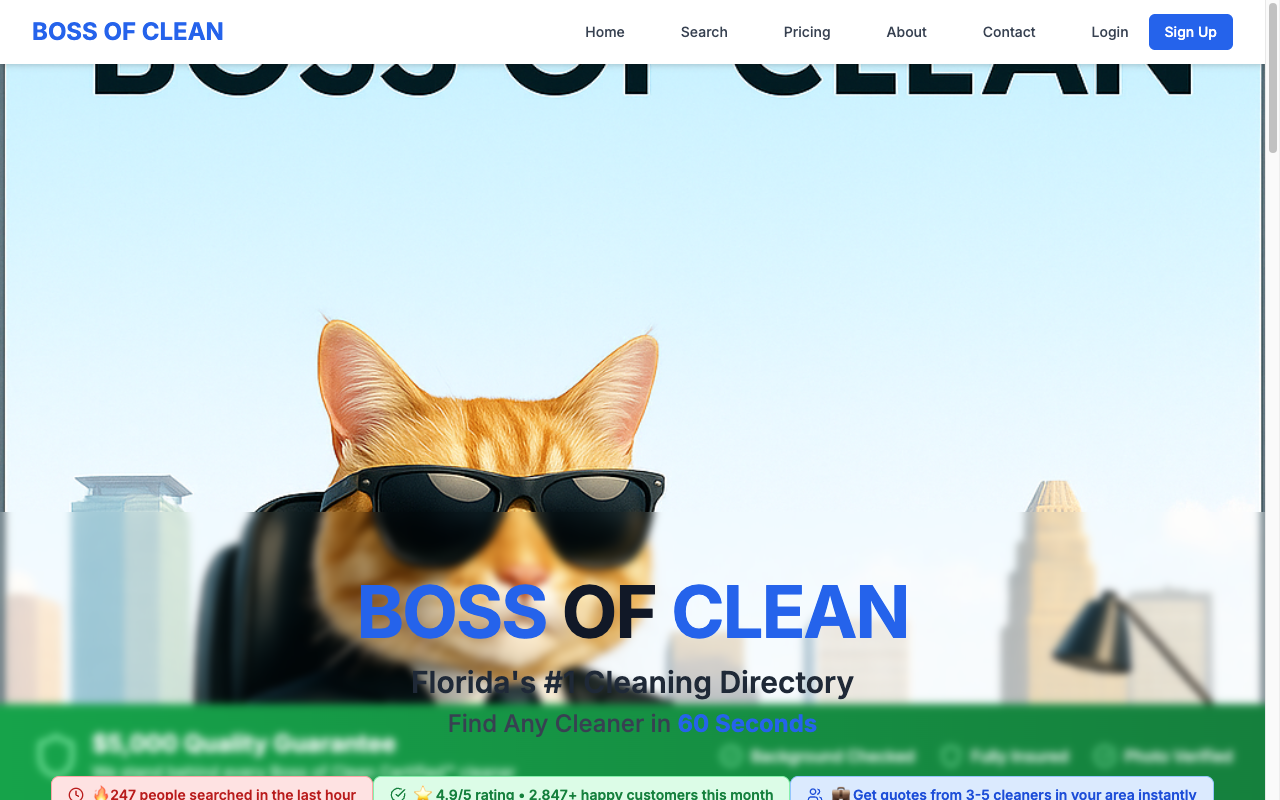 BOSS OF CLEAN
Home
Search
Pricing
About
Contact
Login
Sign Up
BOSS OF CLEAN
BOSS OF CLEAN
Florida's #1 Cleaning Directory
Find Any Cleaner in 60 Seconds
$5,000 Quality Guarantee
Background Checked
Fully Insured
Photo Verified
🔥247 people searched in the last hour
⭐ 4.9/5 rating • 2,847+ happy customers this month
💼 Get quotes from 3-5 cleaners in your area instantly